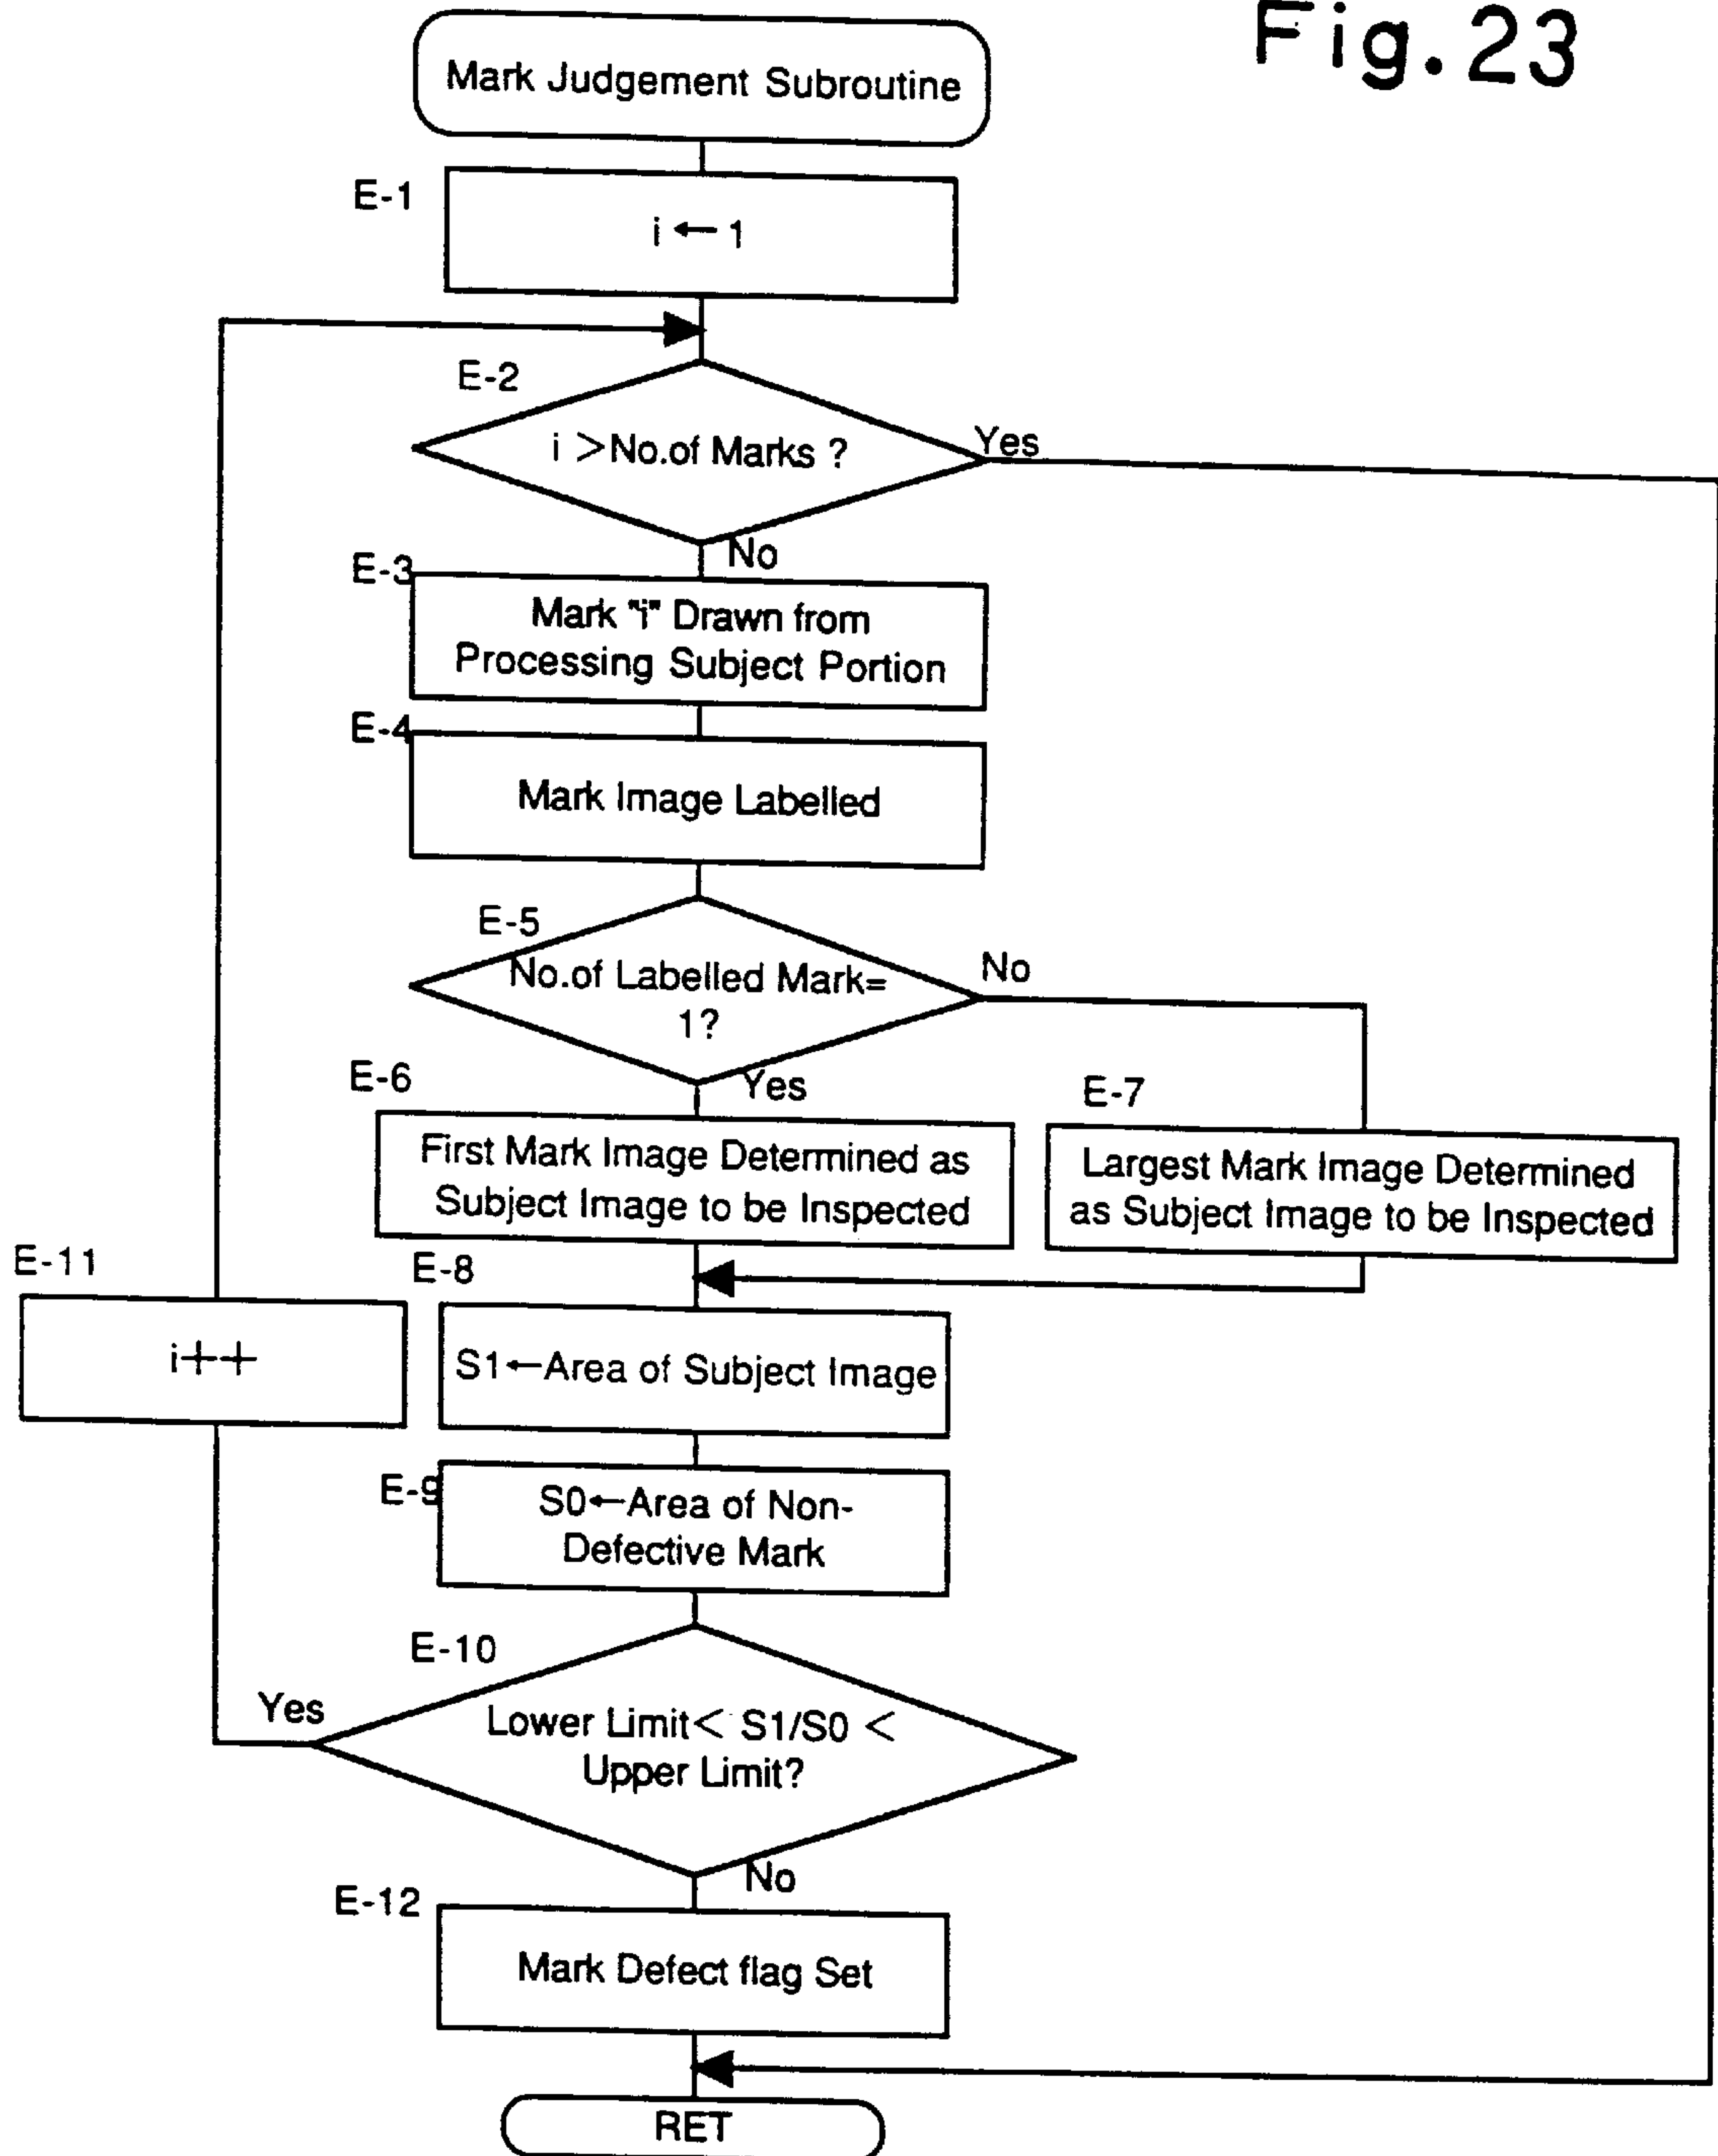 Fig.23
Mark Judgement Subroutine
E-1
i ← 1
E-2
i >No.of Marks ?
Yes
No
E-3
Mark "i" Drawn from
Processing Subject Portion
E-4
Mark Image Labelled
E-5
No.of Labelled Mark=
1?
No
Yes
E-6
First Mark Image Determined as
Subject Image to be Inspected
E-7
Largest Mark Image Determined
as Subject Image to be Inspected
E-8
S1←Area of Subject Image
E-11
i++
E-9
S0←Area of Non-
Defective Mark
E-10
Yes
Lower Limit< S1/S0 <
Upper Limit?
No
E-12
Mark Defect flag Set
RET